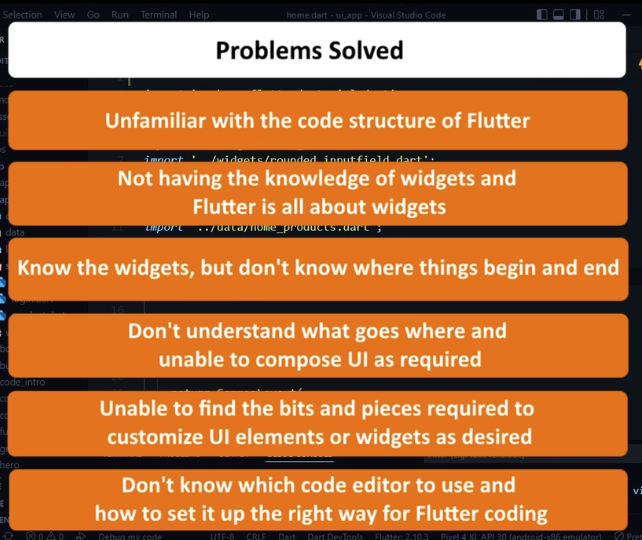 Selection View Go Run Terminal Help home.dart - ui_app - Visual Studio Code
Problems Solved
Unfamiliar with the code structure of Flutter
import '../widgets/rounded_inputfield.dart';
Not having the knowledge of widgets and
Flutter is all about widgets
import '../data/home_products.dart';
data
Know the widgets, but don't know where things begin and end
Don't understand what goes where and
unable to compose UI as required
code_intro
Unable to find the bits and pieces required to
customize UI elements or widgets as desired
hero
Don't know which code editor to use and
how to set it up the right way for Flutter coding
0 0 Debug my code UTF-8 CRLF Dart Dart DevTools Flutter: 2.10.3 Pixel 4 XL API 30 (android-x86 emulator)